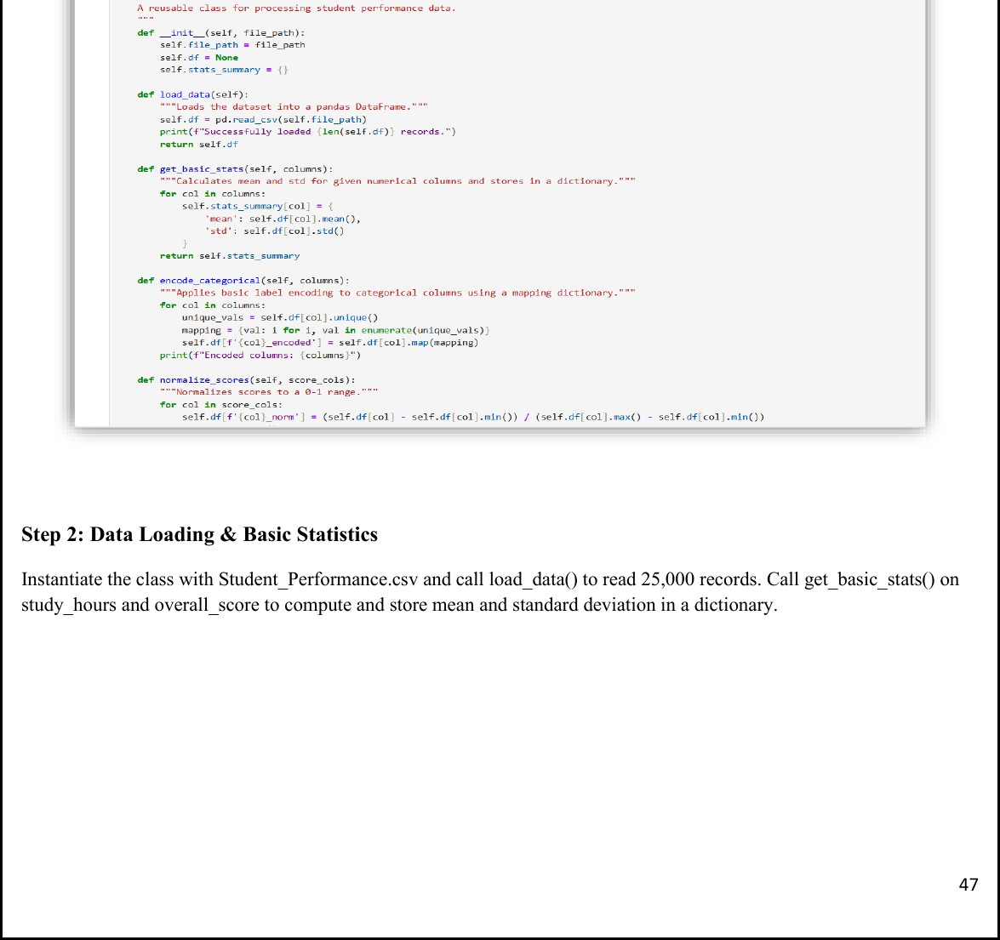 A reusable class for processing student performance data.
"""
def __init__(self, file_path):
    self.file_path = file_path
    self.df = None
    self.stats_summary = {}

def load_data(self):
    """Loads the dataset into a pandas DataFrame."""
    self.df = pd.read_csv(self.file_path)
    print(f"Successfully loaded {len(self.df)} records.")
    return self.df

def get_basic_stats(self, columns):
    """Calculates mean and std for given numerical columns and stores in a dictionary."""
    for col in columns:
        self.stats_summary[col] = {
            'mean': self.df[col].mean(),
            'std': self.df[col].std()
        }
    return self.stats_summary

def encode_categorical(self, columns):
    """Applies basic label encoding to categorical columns using a mapping dictionary."""
    for col in columns:
        unique_vals = self.df[col].unique()
        mapping = {val: i for i, val in enumerate(unique_vals)}
        self.df[f'{col}_encoded'] = self.df[col].map(mapping)
    print(f"Encoded columns: {columns}")

def normalize_scores(self, score_cols):
    """Normalizes scores to a 0-1 range."""
    for col in score_cols:
        self.df[f'{col}_norm'] = (self.df[col] - self.df[col].min()) / (self.df[col].max() - self.df[col].min())

Step 2: Data Loading & Basic Statistics
Instantiate the class with Student_Performance.csv and call load_data() to read 25,000 records. Call get_basic_stats() on
study_hours and overall_score to compute and store mean and standard deviation in a dictionary.
47